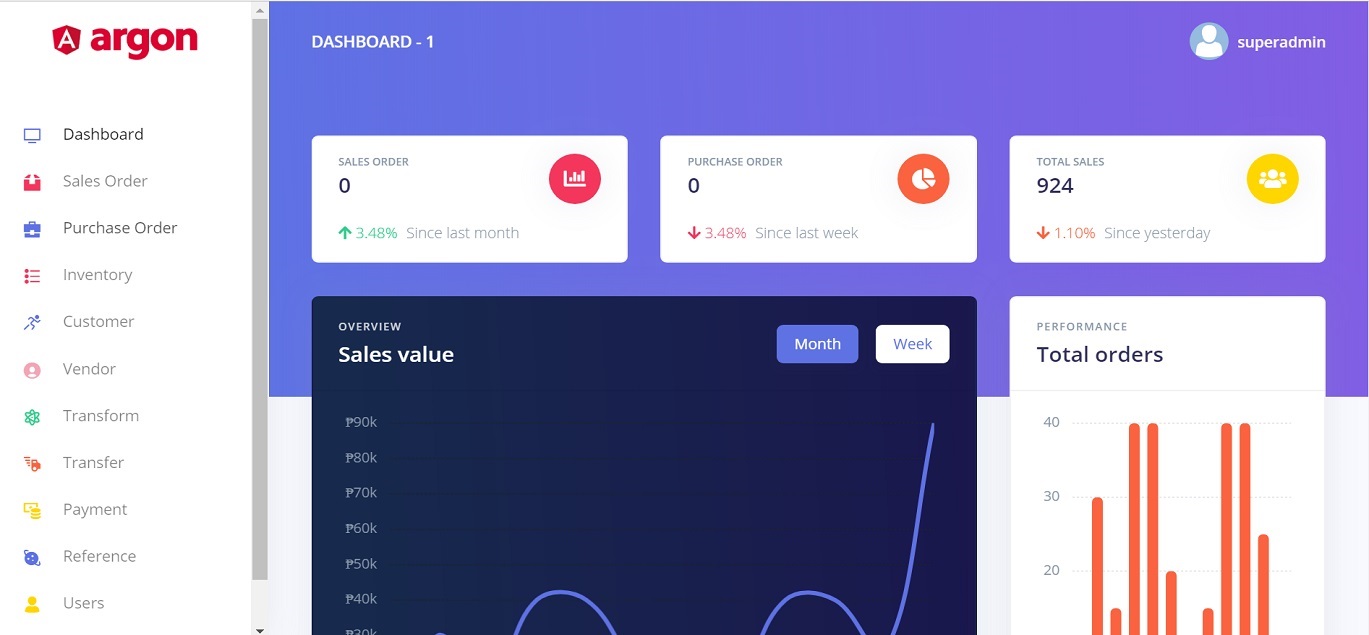 argon
Dashboard
Sales Order
Purchase Order
Inventory
Customer
Vendor
Transform
Transfer
Payment
Reference
Users
DASHBOARD - 1
superadmin
SALES ORDER
0
3.48% Since last month
PURCHASE ORDER
0
3.48% Since last week
TOTAL SALES
924
1.10% Since yesterday
OVERVIEW
Sales value
Month
Week
₱90k
₱80k
₱70k
₱60k
₱50k
₱40k
₱30k
PERFORMANCE
Total orders
40
30
20